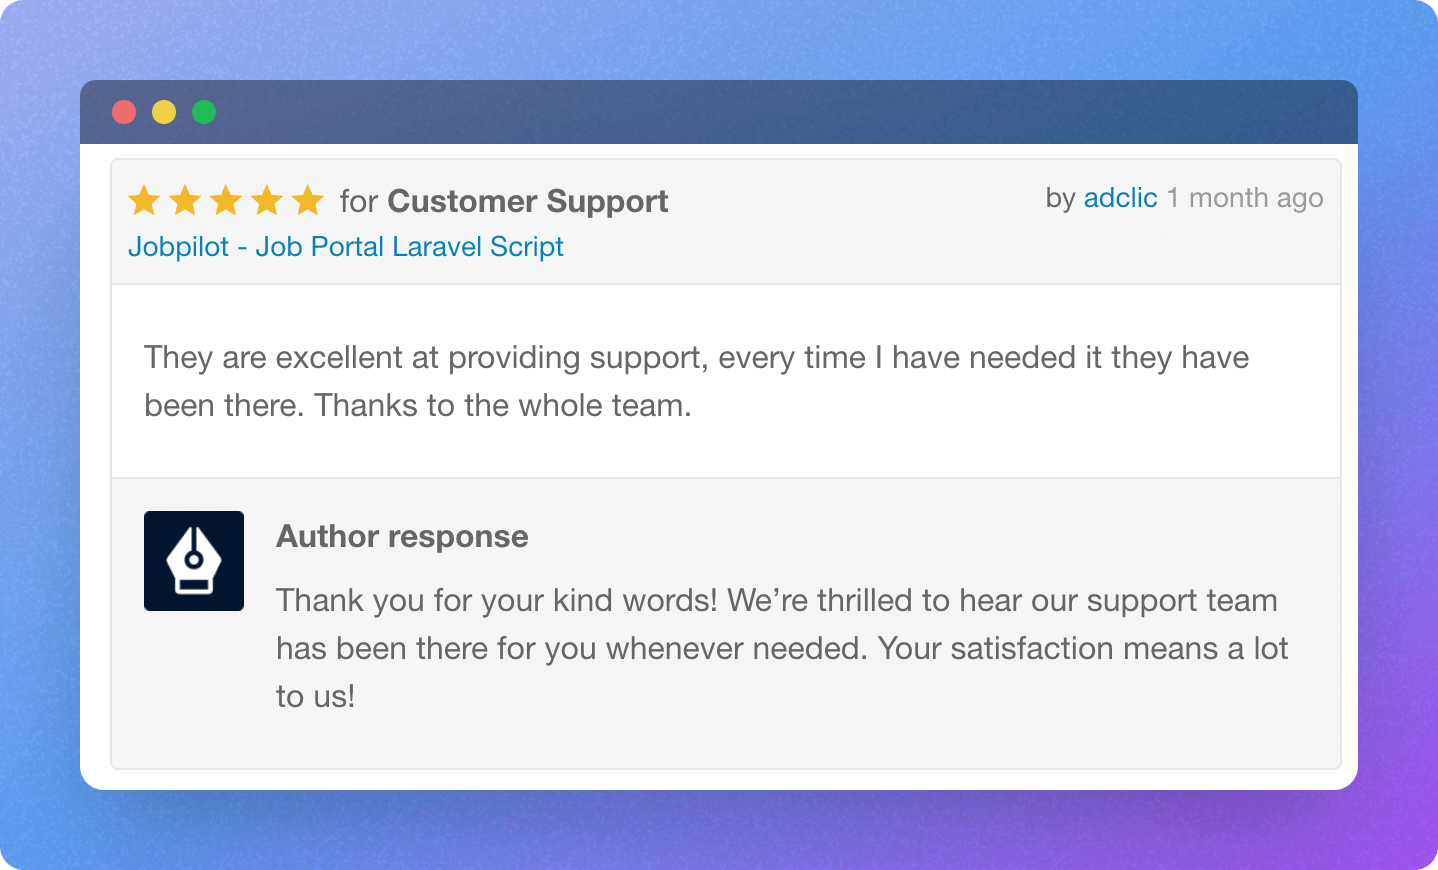 for Customer Support
by adclic 1 month ago
Jobpilot - Job Portal Laravel Script
They are excellent at providing support, every time I have needed it they have
been there. Thanks to the whole team.
Author response
Thank you for your kind words! We’re thrilled to hear our support team
has been there for you whenever needed. Your satisfaction means a lot
to us!